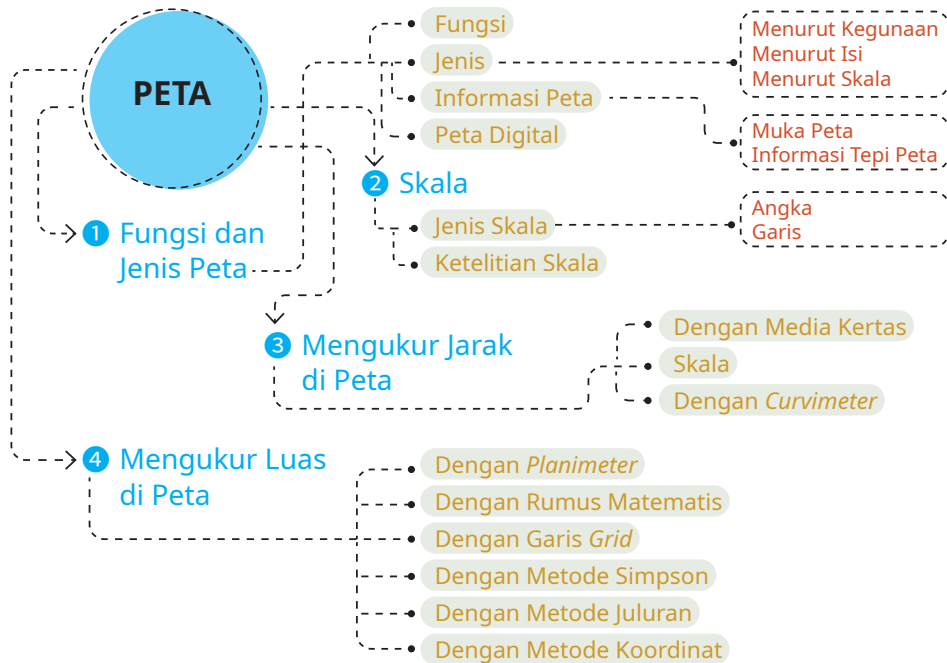 PETA
1 Fungsi dan
Jenis Peta
Fungsi
Jenis
Informasi Peta
Peta Digital
Menurut Kegunaan
Menurut Isi
Menurut Skala
Muka Peta
Informasi Tepi Peta
2 Skala
Jenis Skala
Ketelitian Skala
Angka
Garis
3 Mengukur Jarak
di Peta
Dengan Media Kertas
Skala
Dengan Curvimeter
4 Mengukur Luas
di Peta
Dengan Planimeter
Dengan Rumus Matematis
Dengan Garis Grid
Dengan Metode Simpson
Dengan Metode Juluran
Dengan Metode Koordinat